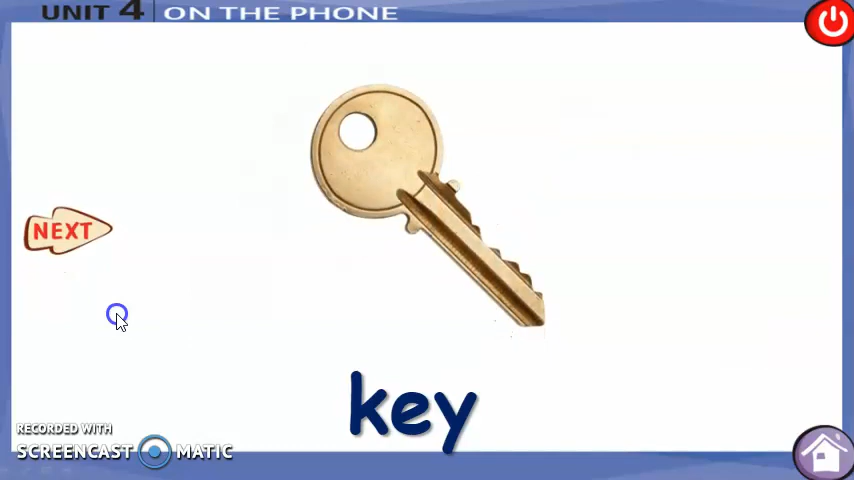 UNIT 4 ON THE PHONE
NEXT
key
RECORDED WITH
SCREENCAST MATIC